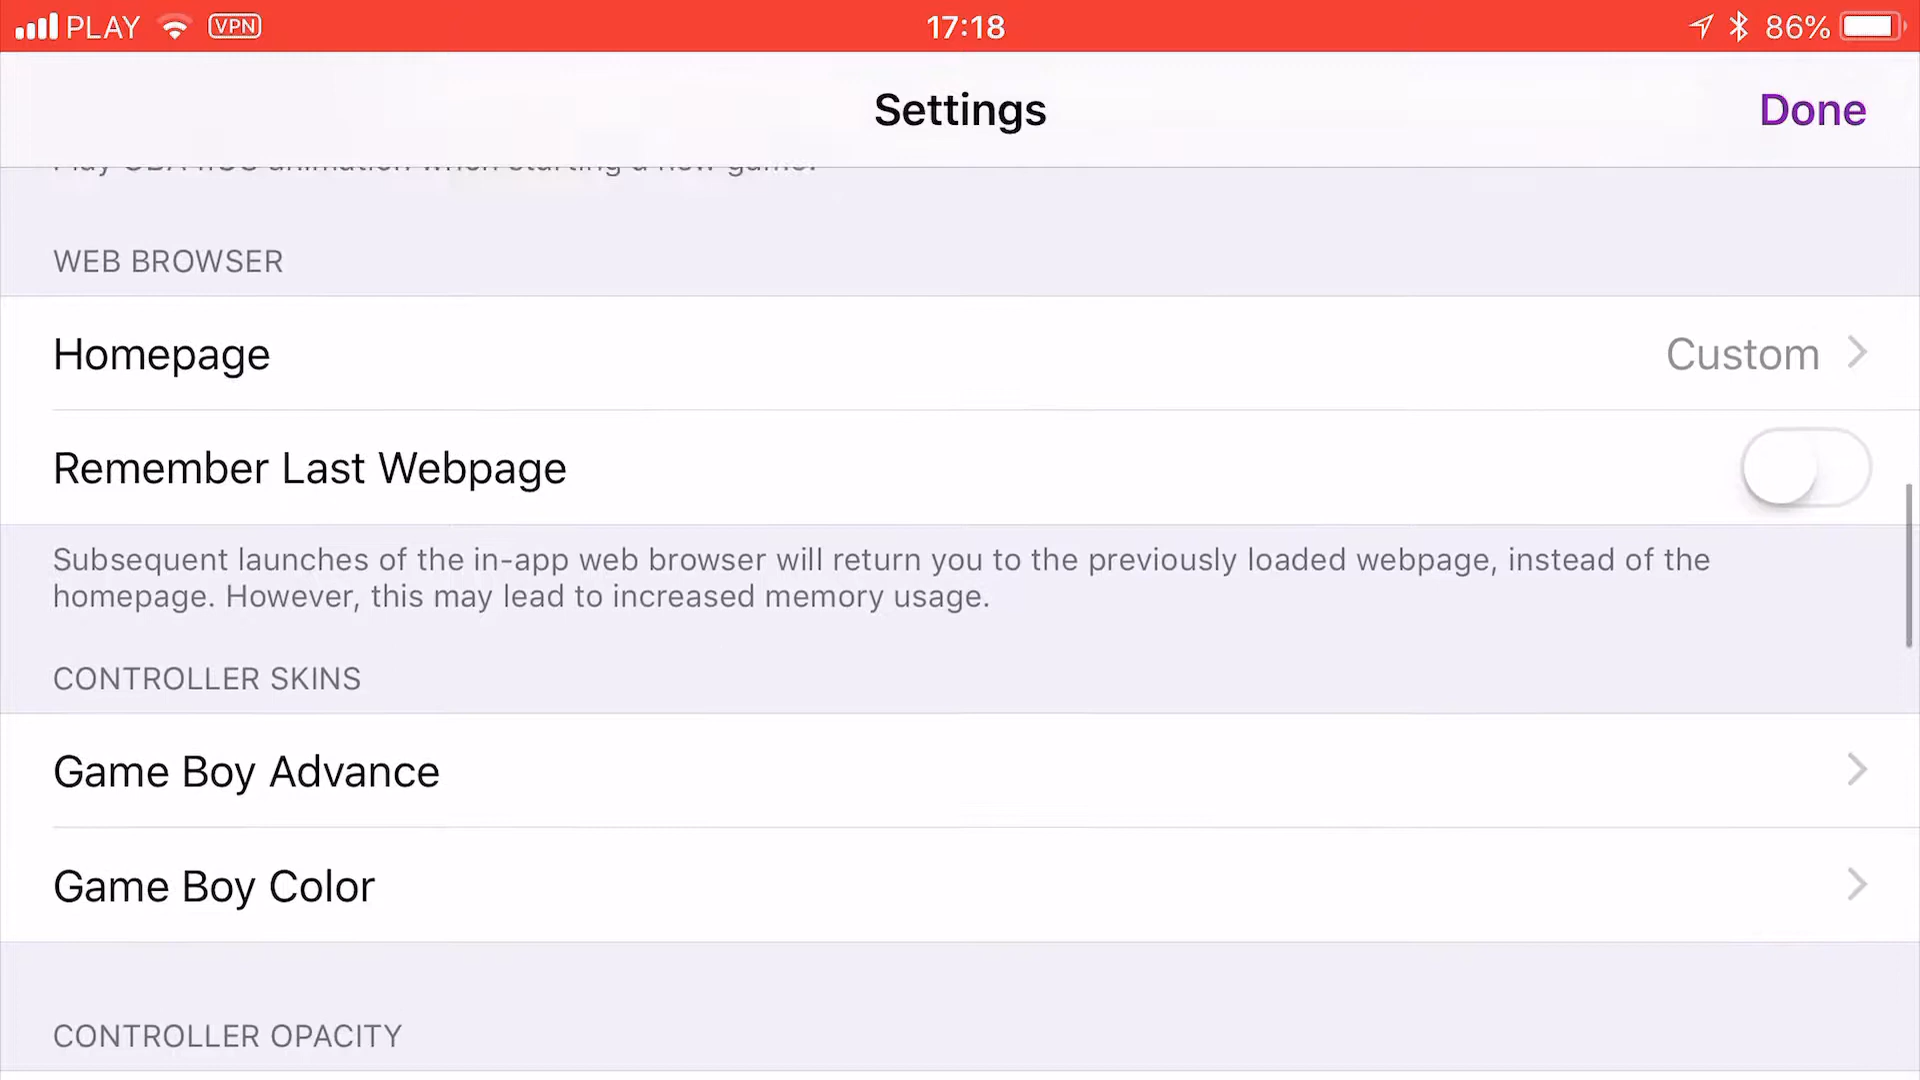 PLAY VPN 17:18 86%
Settings Done
WEB BROWSER
Homepage Custom
Remember Last Webpage
Subsequent launches of the in-app web browser will return you to the previously loaded webpage, instead of the
homepage. However, this may lead to increased memory usage.
CONTROLLER SKINS
Game Boy Advance
Game Boy Color
CONTROLLER OPACITY